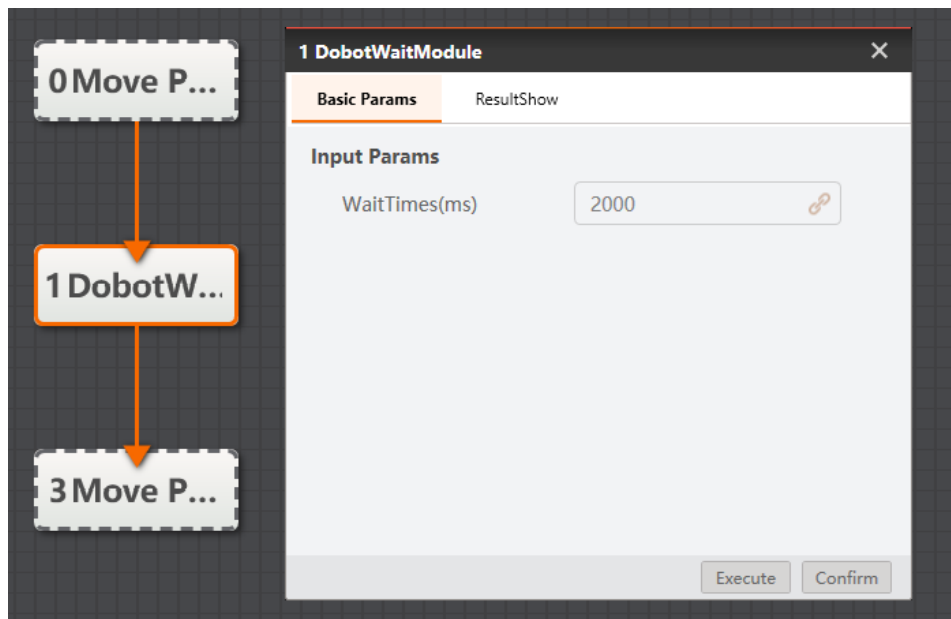 0 Move P...
1 DobotW...
3 Move P...
1 DobotWaitModule
Basic Params
ResultShow
Input Params
WaitTimes(ms)
2000
Execute
Confirm